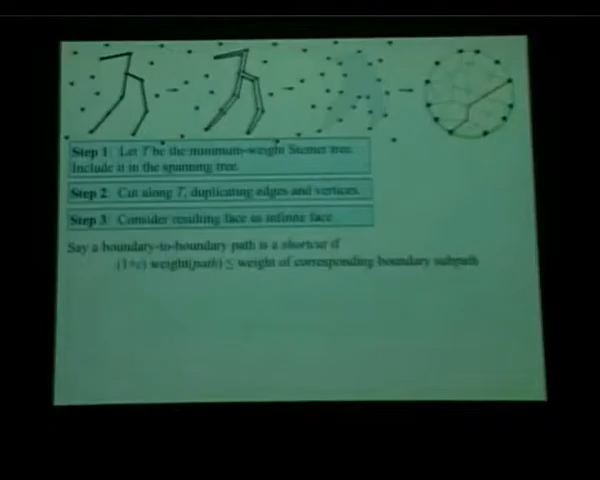 Step 1: Let T be the minimum-weight Steiner tree.
Include it in the spanning tree.
Step 2: Cut along T, duplicating edges and vertices.
Step 3: Consider resulting face as infinite face.
Say a boundary-to-boundary path is a shortcut if
(1+ε) weight(path) ≤ weight of corresponding boundary subpath